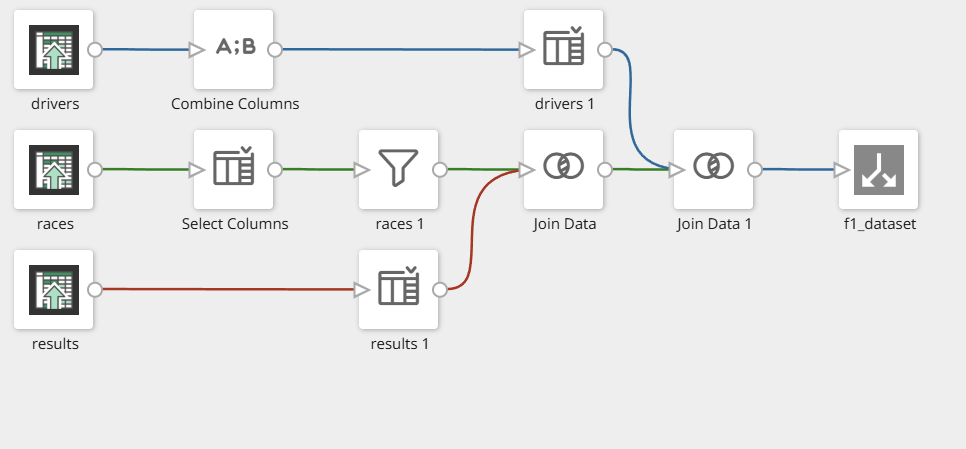 A;B
drivers
Combine Columns
drivers 1
races
Select Columns
races 1
Join Data
Join Data 1
f1_dataset
results
results 1